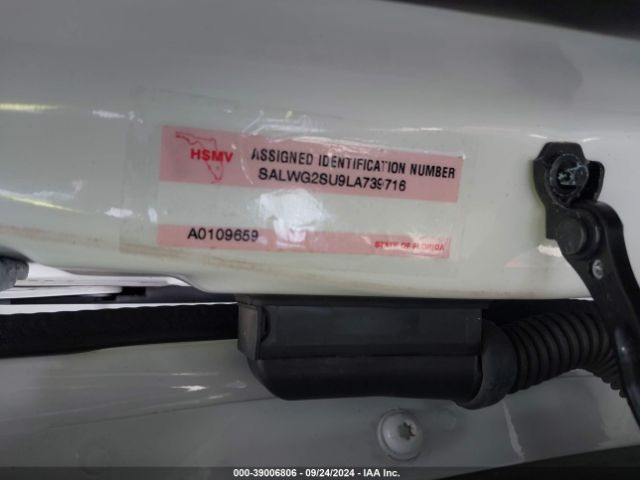 HSMV
ASSIGNED IDENTIFICATION NUMBER
SALWG2SU9LA739716
A0109659
STATE OF FLORIDA
000-39006806 - 09/24/2024 - IAA Inc.